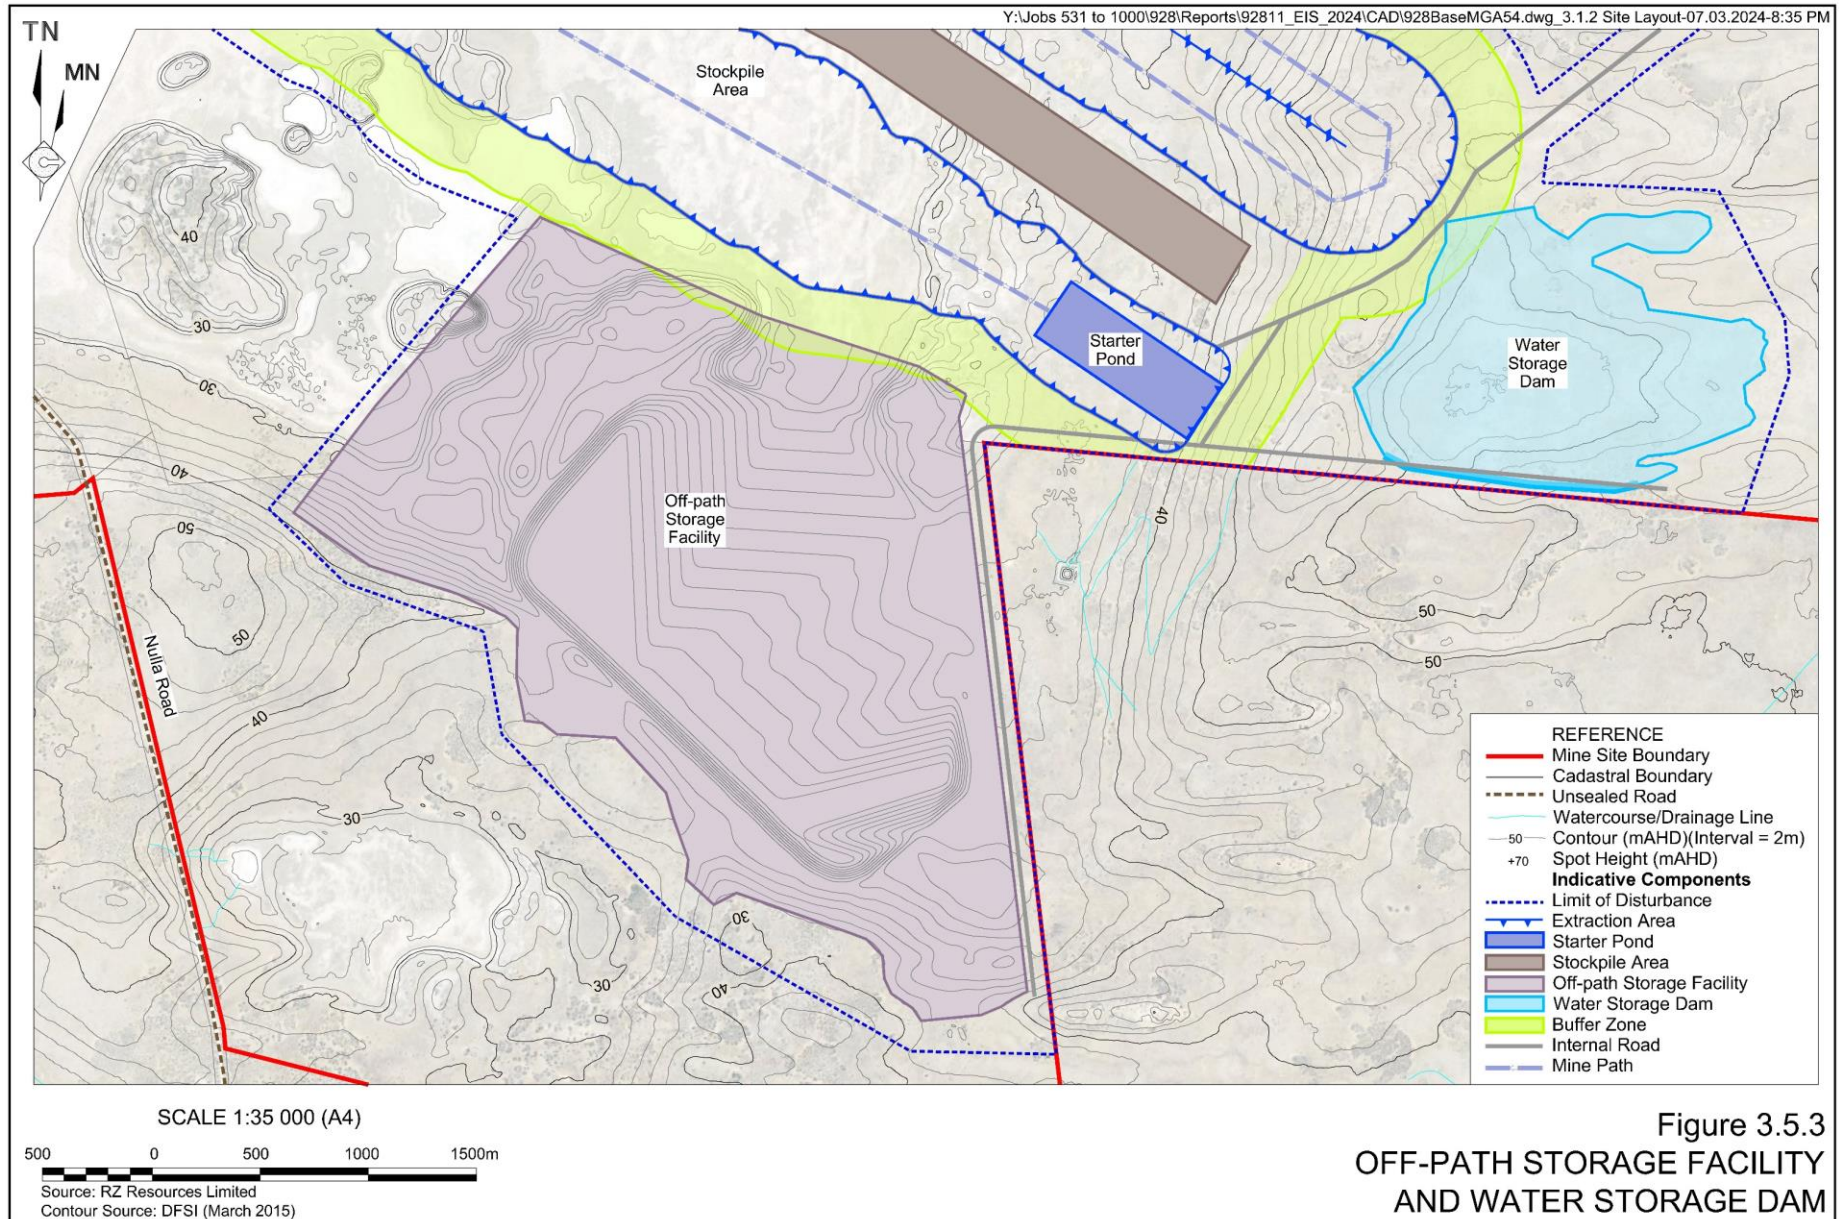 Y:\Jobs 531 to 1000\928\Reports\92811_EIS_2024\CAD\928BaseMGA54.dwg_3.1.2 Site Layout-07.03.2024-8:35 PM
TN
MN
Stockpile
Area
40
30
30
40
50
50
Starter
Pond
Water
Storage
Dam
Off-path
Storage
Facility
40
50
50
Nulla Road
40
30
30
30
40
REFERENCE
Mine Site Boundary
Cadastral Boundary
Unsealed Road
Watercourse/Drainage Line
50 Contour (mAHD)(Interval = 2m)
+70 Spot Height (mAHD)
Indicative Components
Limit of Disturbance
Extraction Area
Starter Pond
Stockpile Area
Off-path Storage Facility
Water Storage Dam
Buffer Zone
Internal Road
Mine Path
SCALE 1:35 000 (A4)
500 0 500 1000 1500m
Source: RZ Resources Limited
Contour Source: DFSI (March 2015)
Figure 3.5.3
OFF-PATH STORAGE FACILITY
AND WATER STORAGE DAM